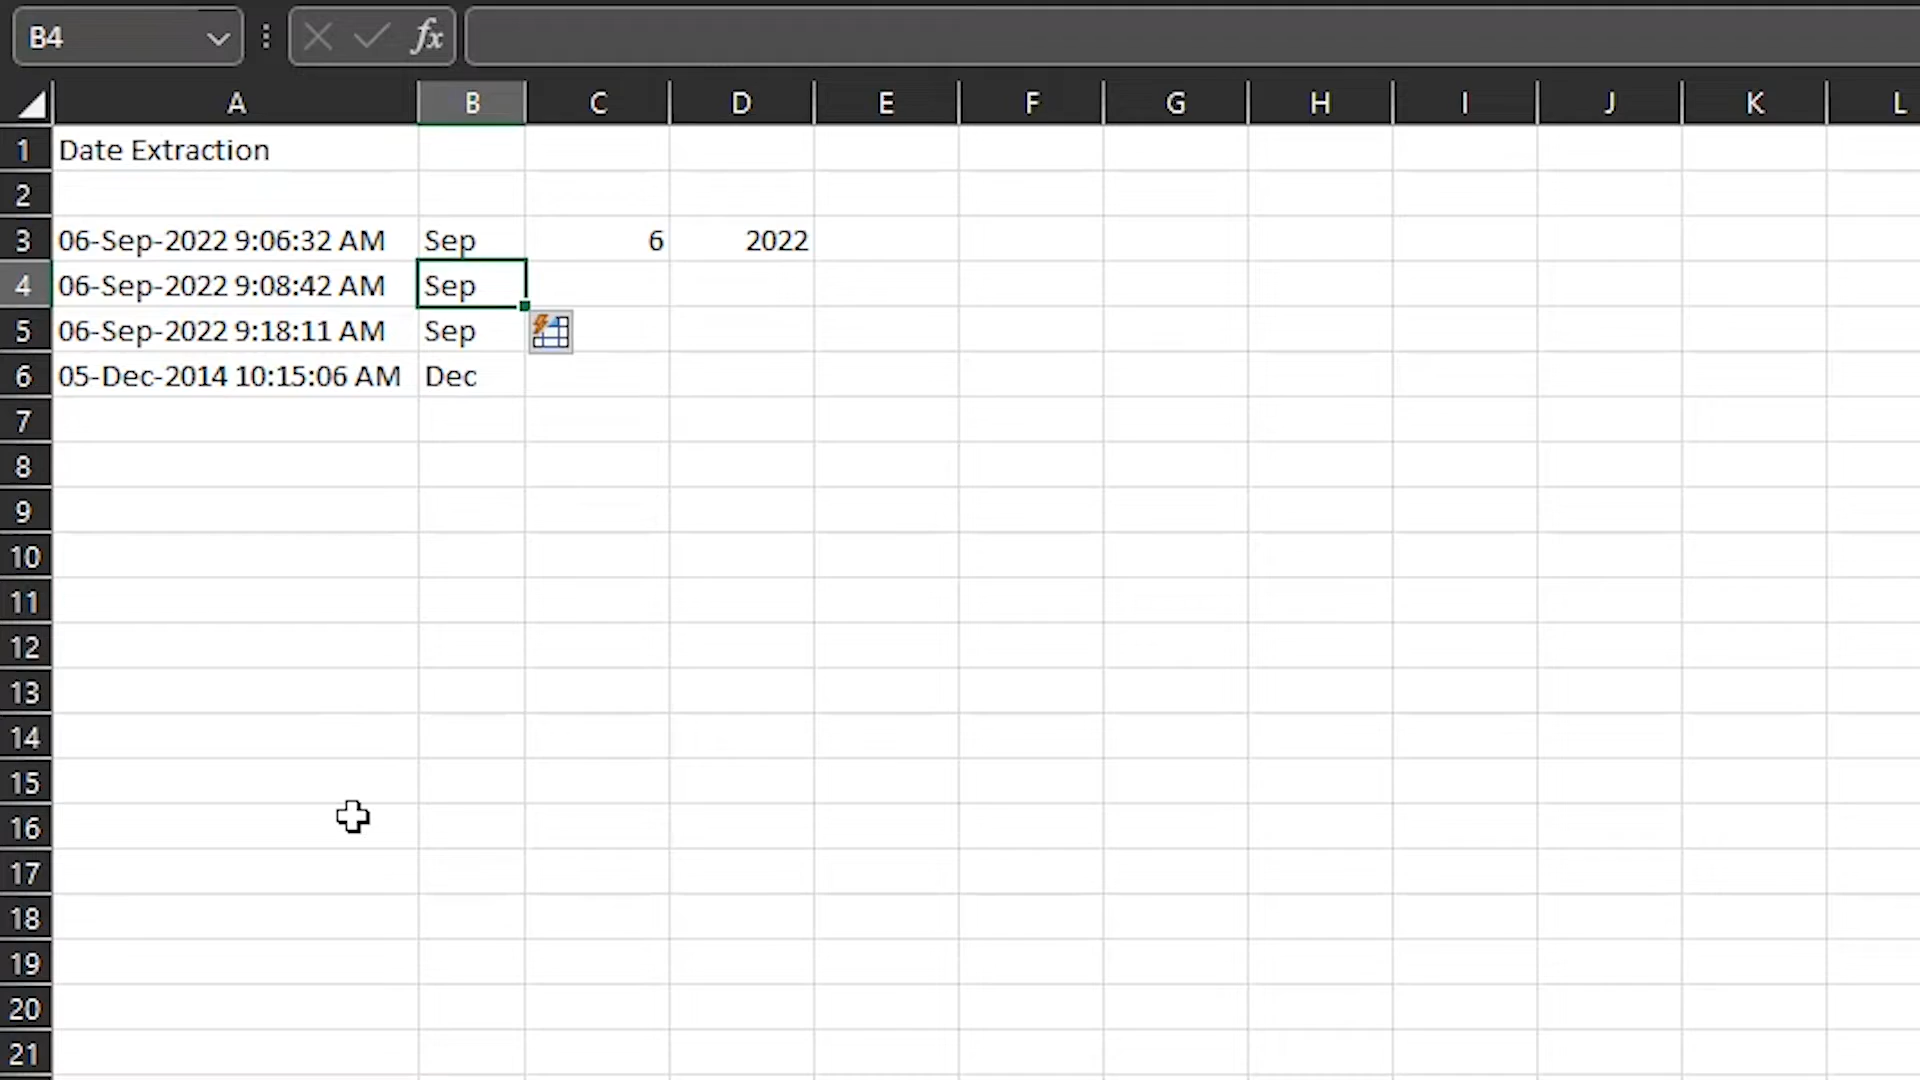 B4 fx
A B C D E F G H I J K L
1 Date Extraction
2
3 06-Sep-2022 9:06:32 AM Sep 6 2022
4 06-Sep-2022 9:08:42 AM Sep
5 06-Sep-2022 9:18:11 AM Sep
6 05-Dec-2014 10:15:06 AM Dec
7
8
9
10
11
12
13
14
15
16
17
18
19
20
21